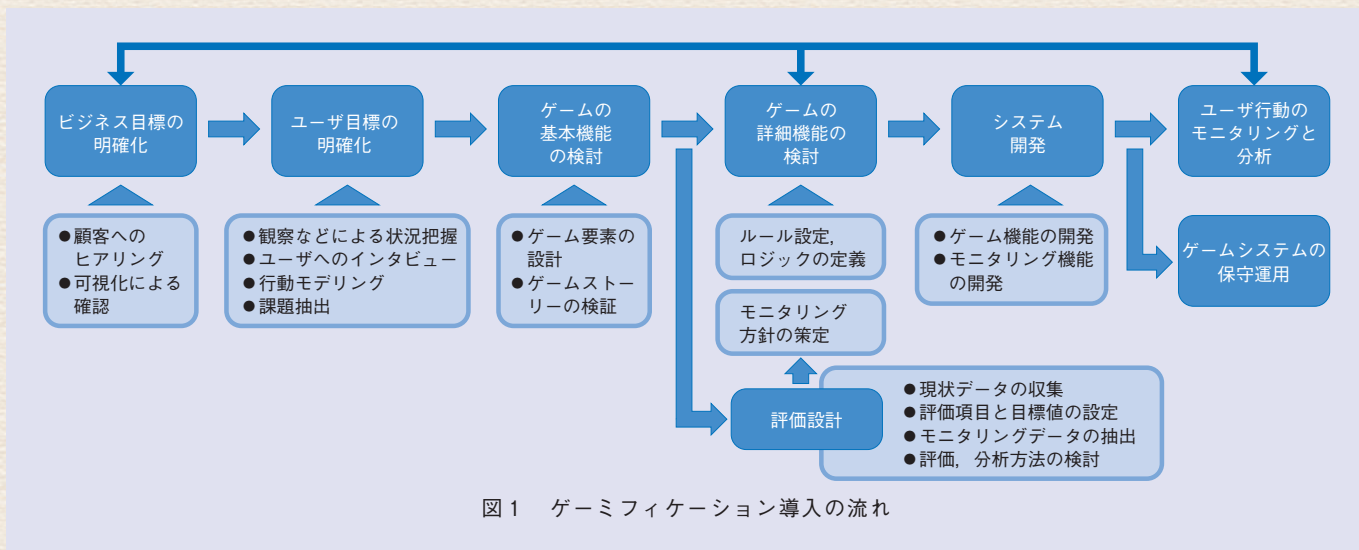 ビジネス目標の
明確化
ユーザ目標の
明確化
ゲームの
基本機能
の検討
ゲームの
詳細機能の
検討
システム
開発
ユーザ行動の
モニタリングと
分析
●顧客への
ヒアリング
●可視化による
確認
●観察などによる状況把握
●ユーザへのインタビュー
●行動モデリング
●課題抽出
●ゲーム要素の
設計
●ゲームストー
リーの検証
ルール設定,
ロジックの定義
●ゲーム機能の開発
●モニタリング機能
の開発
ゲームシステムの
保守運用
モニタリング
方針の策定
評価設計
●現状データの収集
●評価項目と目標値の設定
●モニタリングデータの抽出
●評価, 分析方法の検討
図1 ゲーミフィケーション導入の流れ